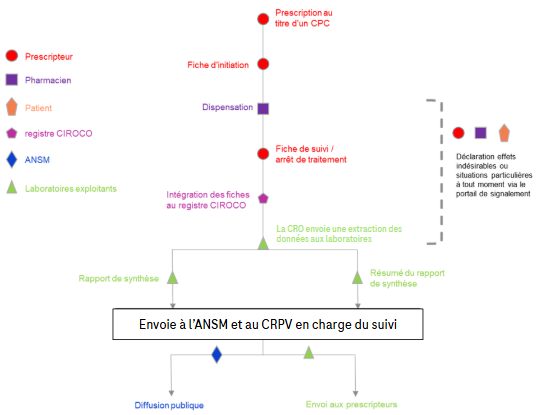 Prescription au
titre d'un CPC
Prescripteur
Fiche d'initiation
Pharmacien
Dispensation
Patient
registre CIROCO
ANSM
Laboratoires exploitants
Fiche de suivi /
arrêt de traitement
Déclaration effets
indésirables ou
situations particulières
à tout moment via le
portail de signalement
Intégration des fiches
au registre CIROCO
La CRO envoie une extraction des
données aux laboratoires
Rapport de synthèse
Résumé du rapport
de synthèse
Envoie à l'ANSM et au CRPV en charge du suivi
Diffusion publique
Envoi aux prescripteurs